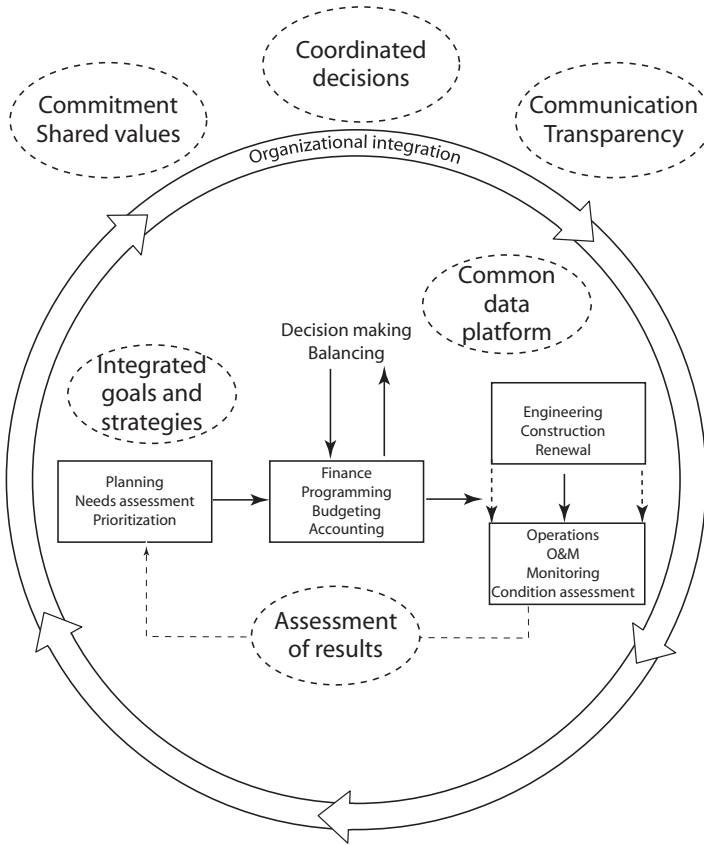 Coordinated
decisions
Commitment
Shared values
Communication
Transparency
Organizational integration
Common
data
platform
Decision making
Balancing
Integrated
goals and
strategies
Engineering
Construction
Renewal
Planning
Needs assessment
Prioritization
Finance
Programming
Budgeting
Accounting
Operations
O&M
Monitoring
Condition assessment
Assessment
of results